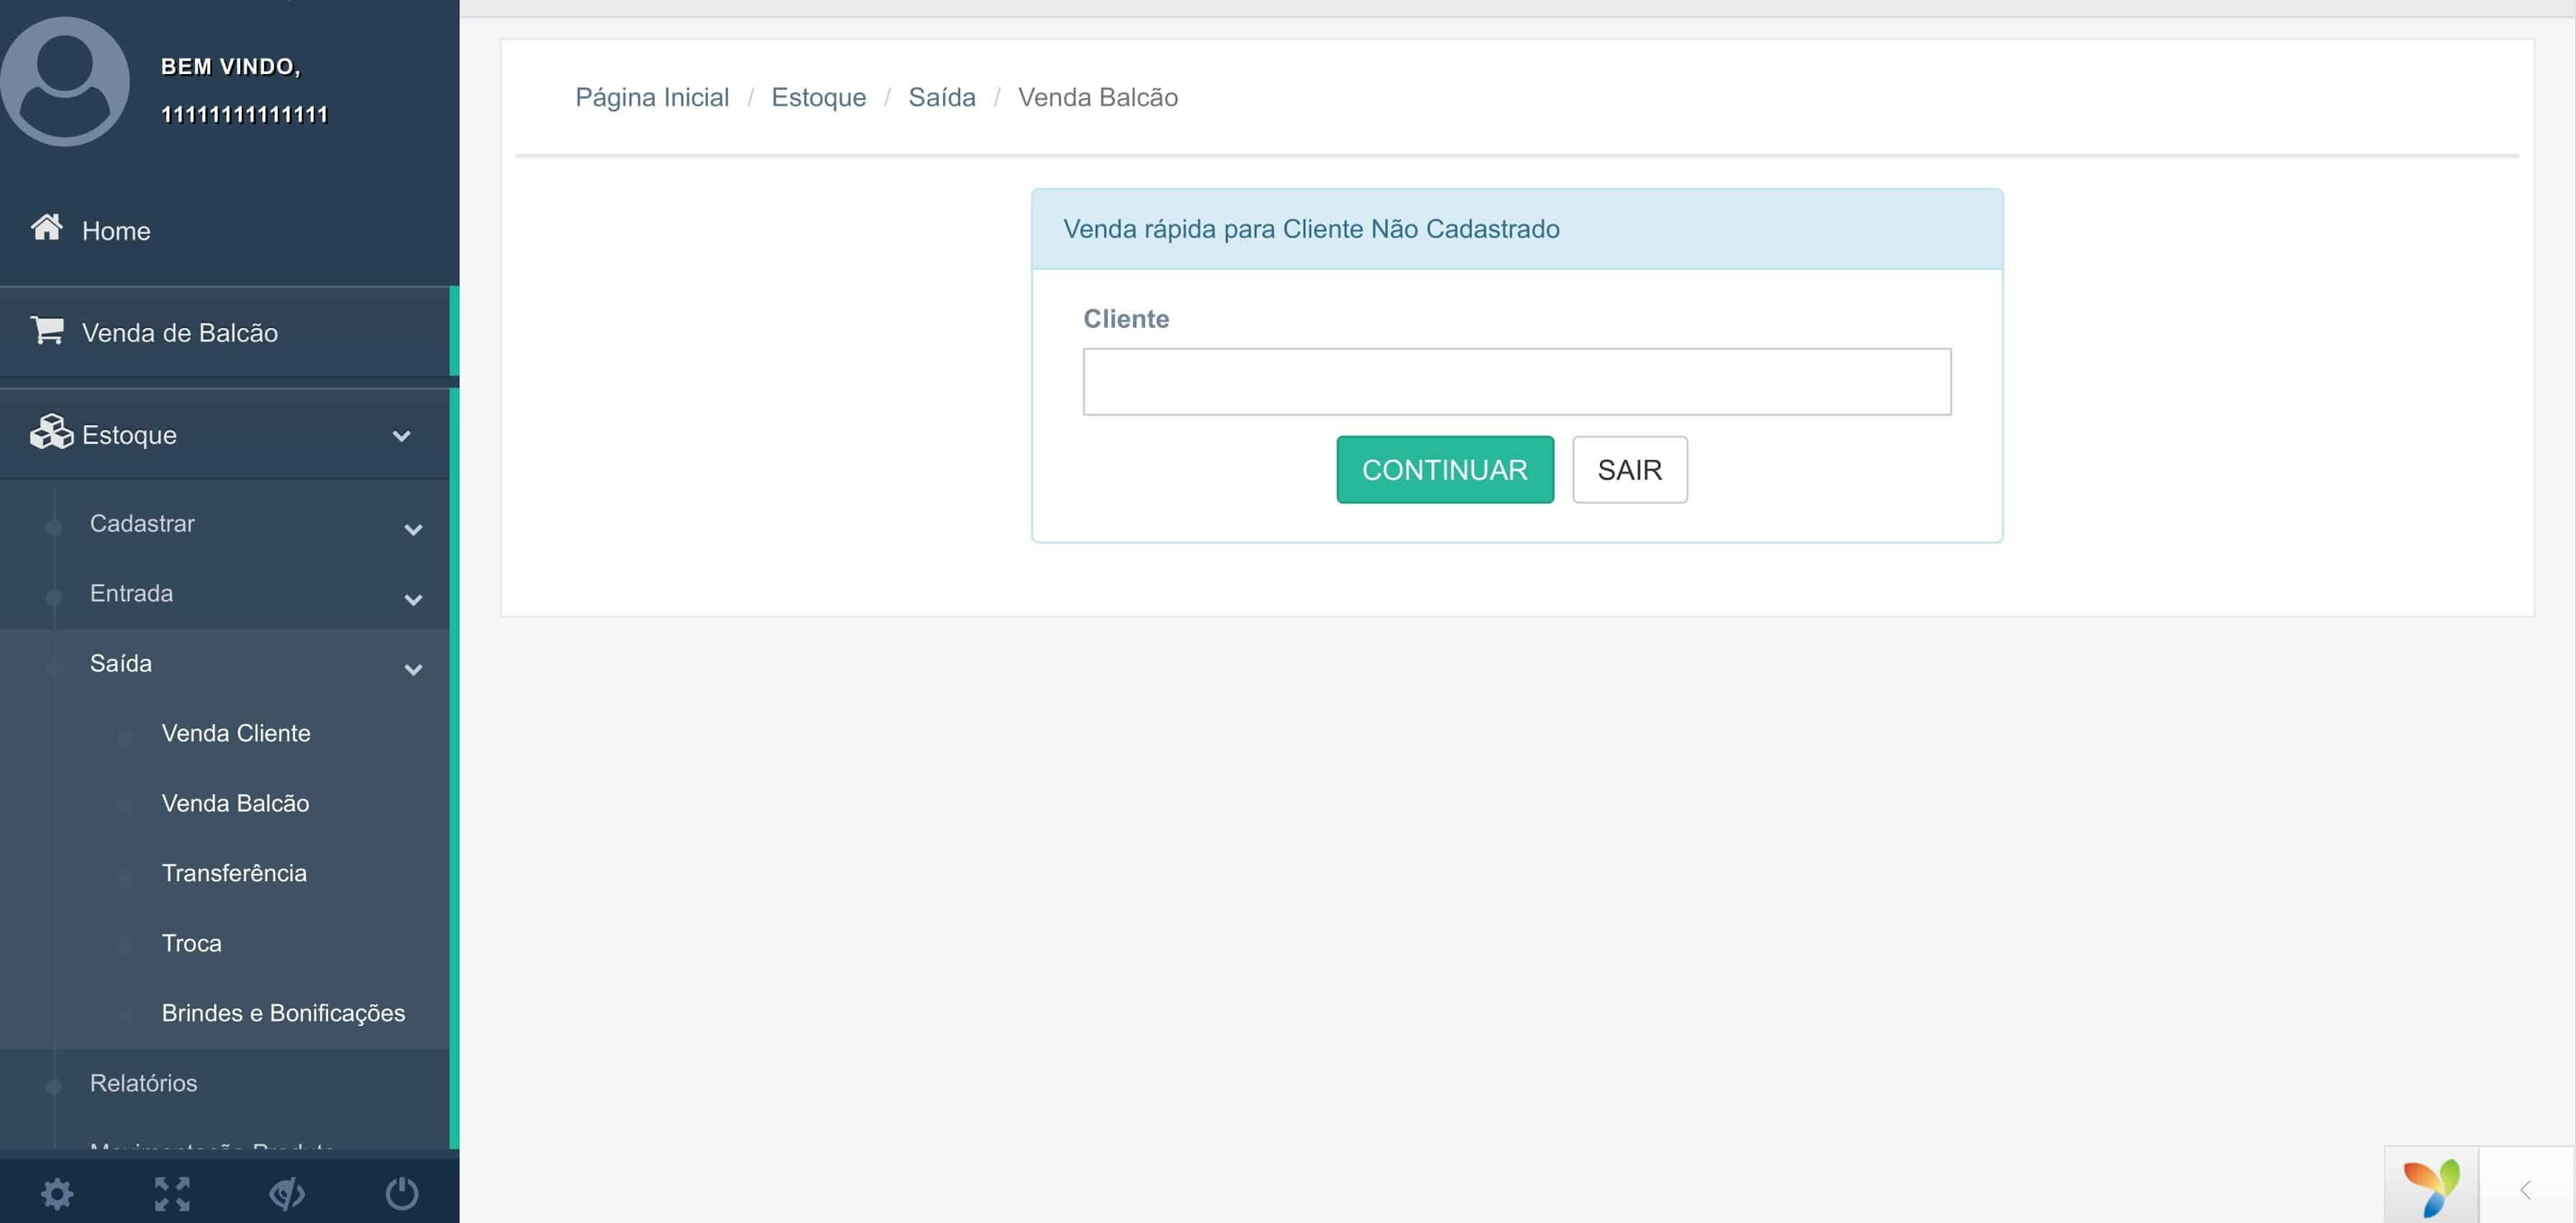 BEM VINDO,
11111111111111
Home
Venda de Balcão
Estoque
Cadastrar
Entrada
Saída
Venda Cliente
Venda Balcão
Transferência
Troca
Brindes e Bonificações
Relatórios
Página Inicial / Estoque / Saída / Venda Balcão
Venda rápida para Cliente Não Cadastrado
Cliente
CONTINUAR SAIR